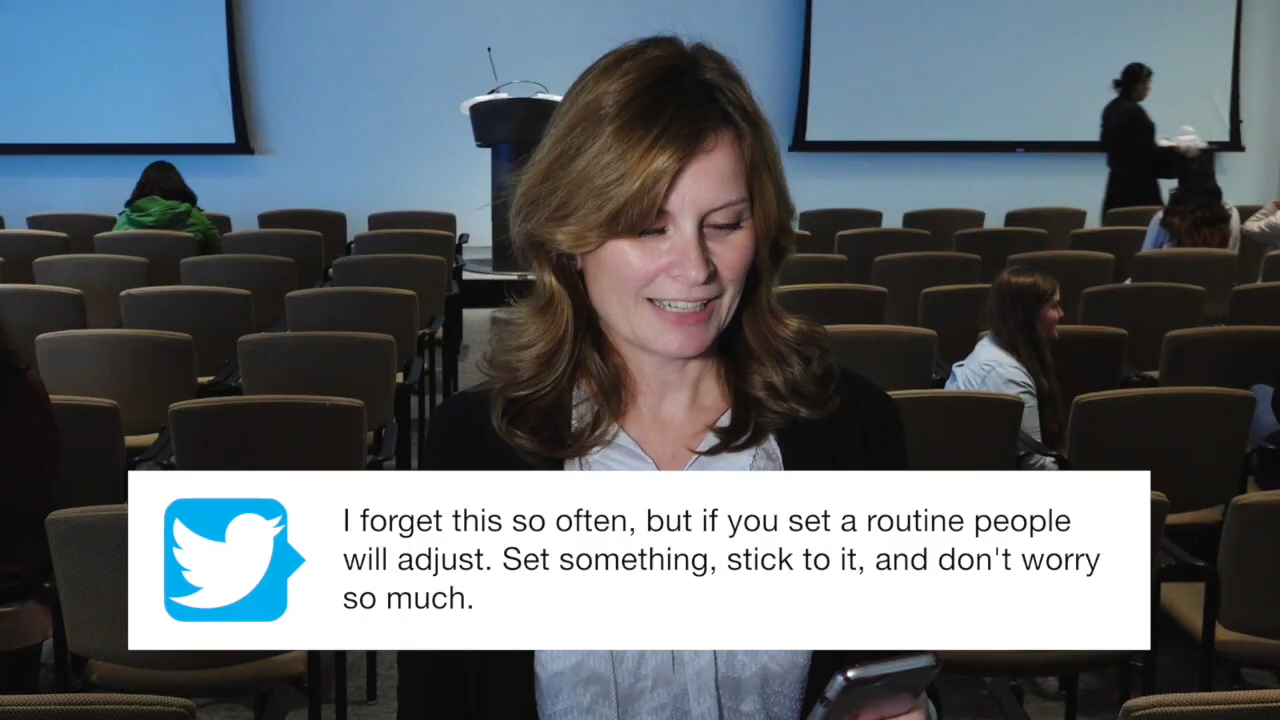 I forget this so often, but if you set a routine people
will adjust. Set something, stick to it, and don't worry
so much.